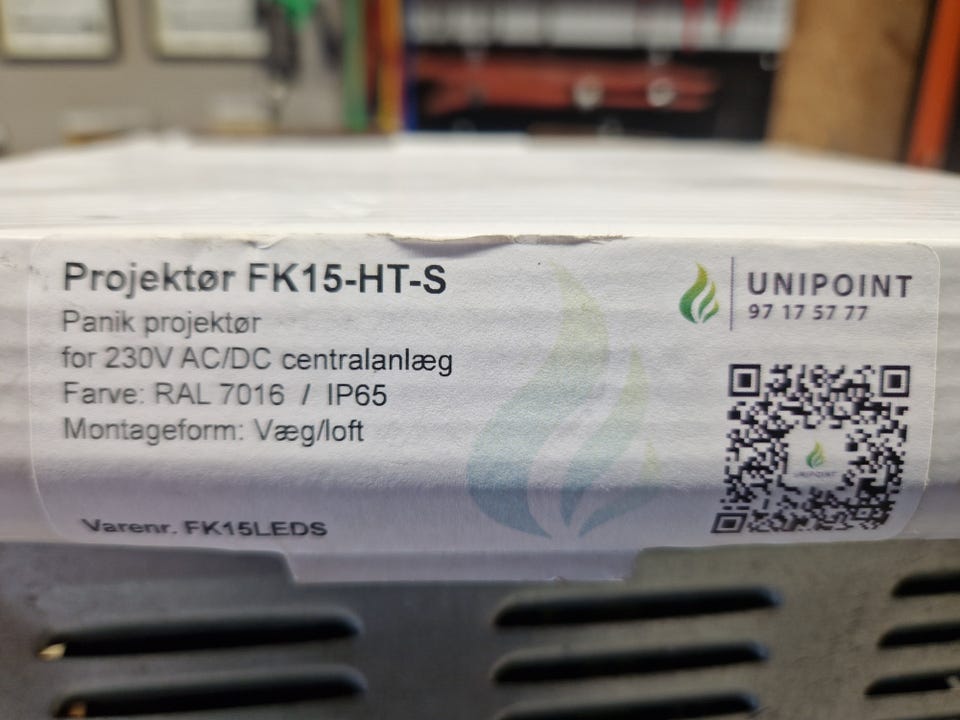 Projektør FK15-HT-S
Panik projektør
for 230V AC/DC centralanlæg
Farve: RAL 7016 / IP65
Montageform: Væg/loft
Varenr. FK15LEDS
UNIPOINT
97 17 57 77
UNIPOINT